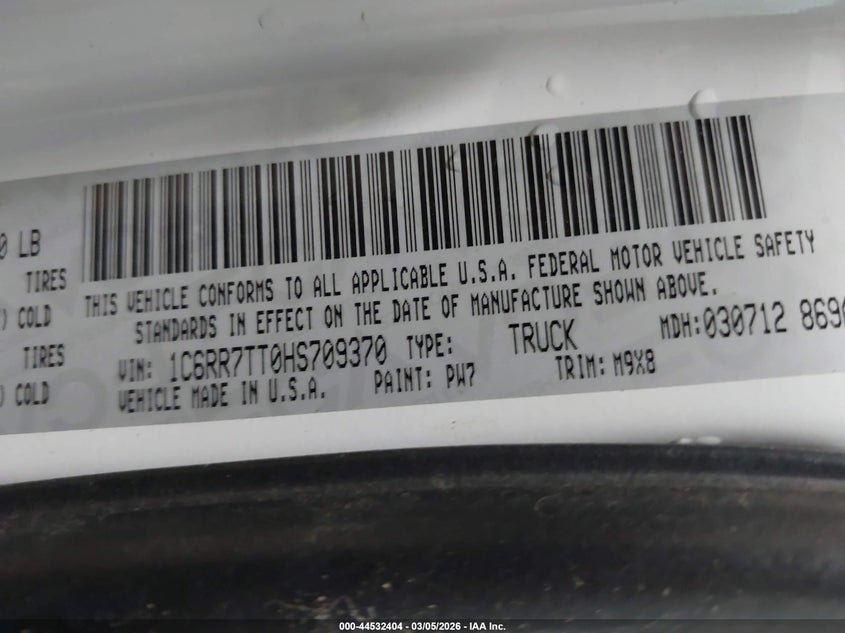 0 LB
TIRES
) COLD
TIRES
) COLD
THIS VEHICLE CONFORMS TO ALL APPLICABLE U.S.A. FEDERAL MOTOR VEHICLE SAFETY
STANDARDS IN EFFECT ON THE DATE OF MANUFACTURE SHOWN ABOVE.
VIN: 1C6RR7TT0HS709370 TYPE: TRUCK MDH:030712 869
VEHICLE MADE IN U.S.A. PAINT: PW7 TRIM: M9X8
000-44532404 - 03/05/2026 - IAA Inc.